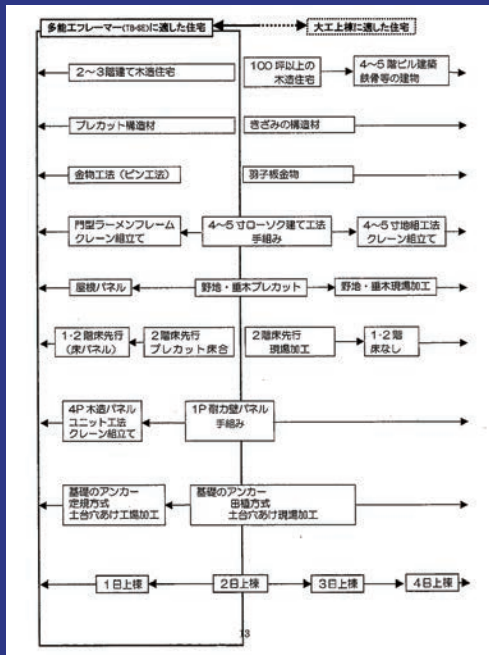 多能工フレーマー(TB-SE)に適した住宅
大工上棟に適した住宅
2〜3階建て木造住宅
100坪以上の
木造住宅
4〜5階ビル建築
鉄骨等の建物
プレカット構造材
きざみの構造材
金物工法(ピン工法)
羽子板金物
門型ラーメンフレーム
クレーン組立て
4〜5寸ローソク建て工法
手組み
4〜5寸地組工法
クレーン組立て
屋根パネル
野地・垂木プレカット
野地・垂木現場加工
1・2階床先行
(床パネル)
2階床先行
プレカット床合
2階床先行
現場加工
1・2階
床なし
4P木造パネル
ユニット工法
クレーン組立て
1P耐力壁パネル
手組み
基礎のアンカー
定規方式
土台穴あけ工場加工
基礎のアンカー
田植方式
土台穴あけ現場加工
1日上棟
2日上棟
3日上棟
4日上棟
13